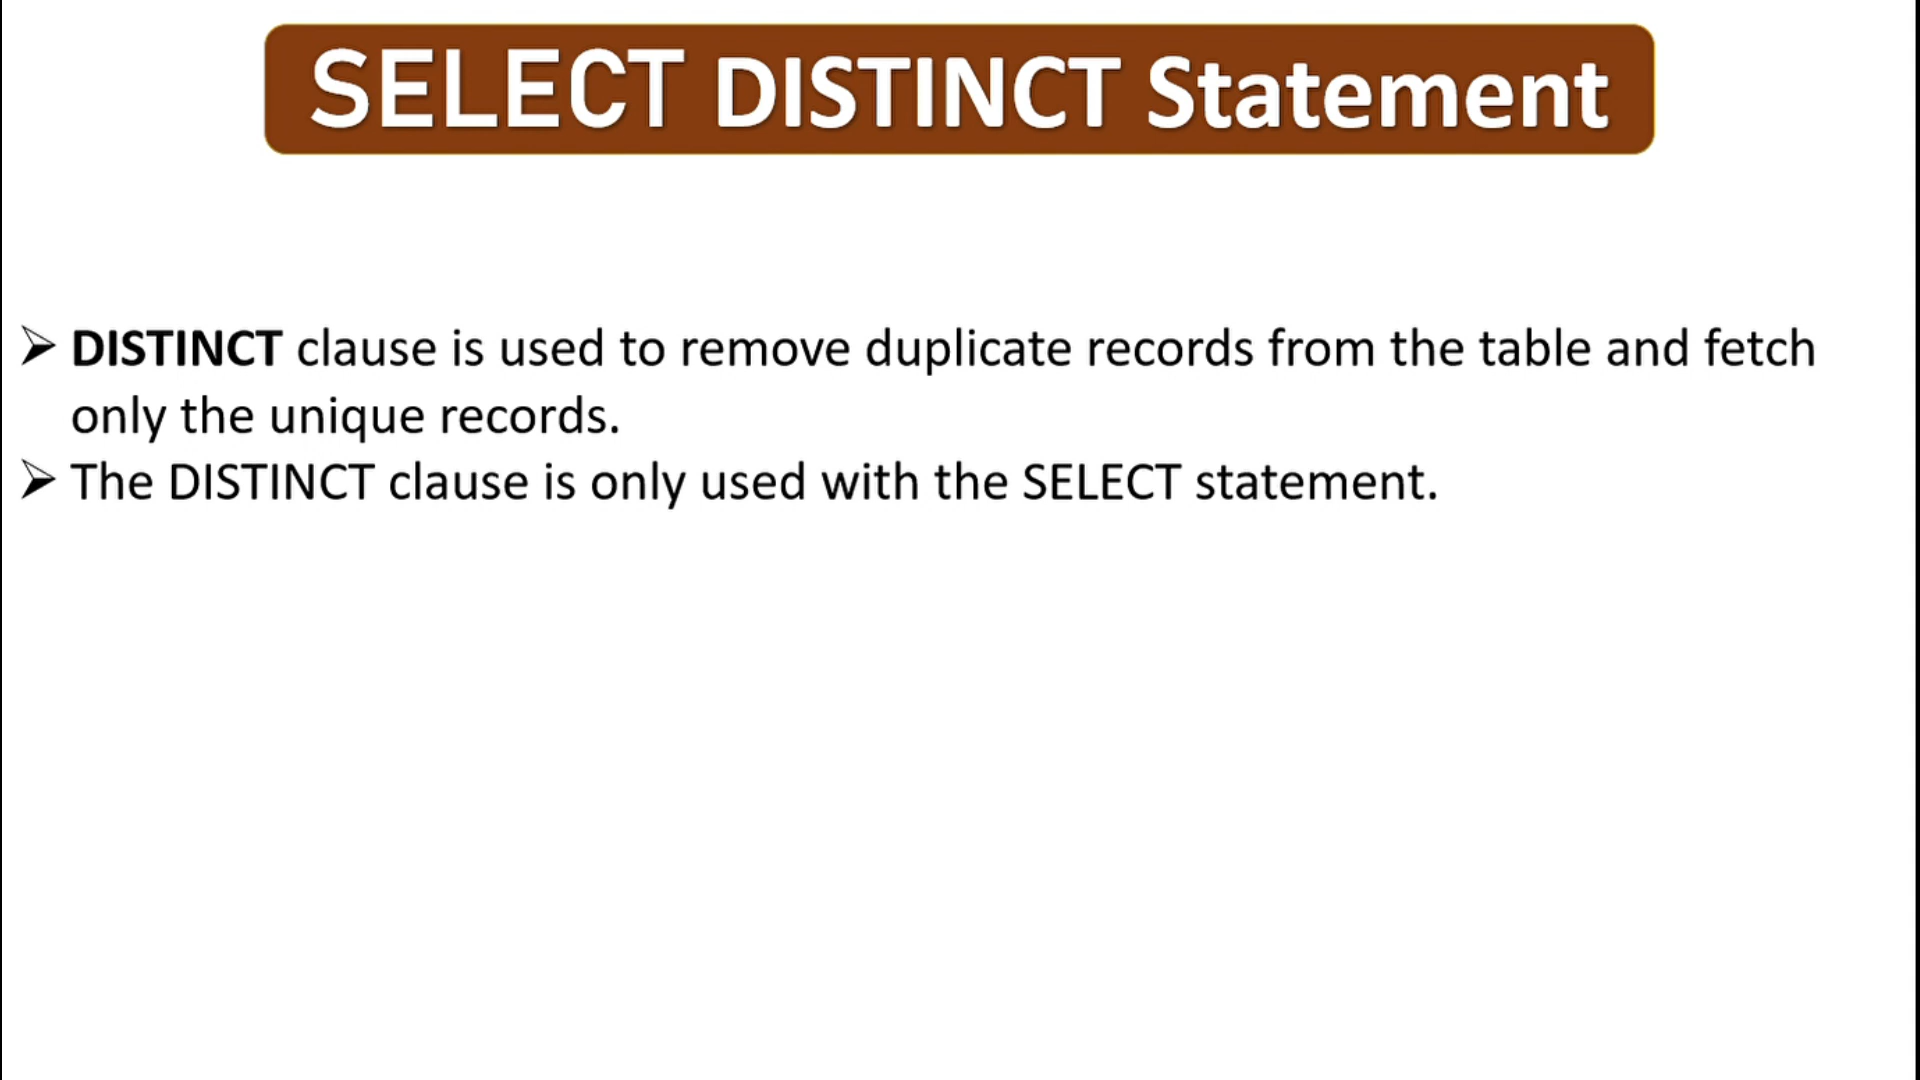 SELECT DISTINCT Statement
➢ DISTINCT clause is used to remove duplicate records from the table and fetch
only the unique records.
➢ The DISTINCT clause is only used with the SELECT statement.